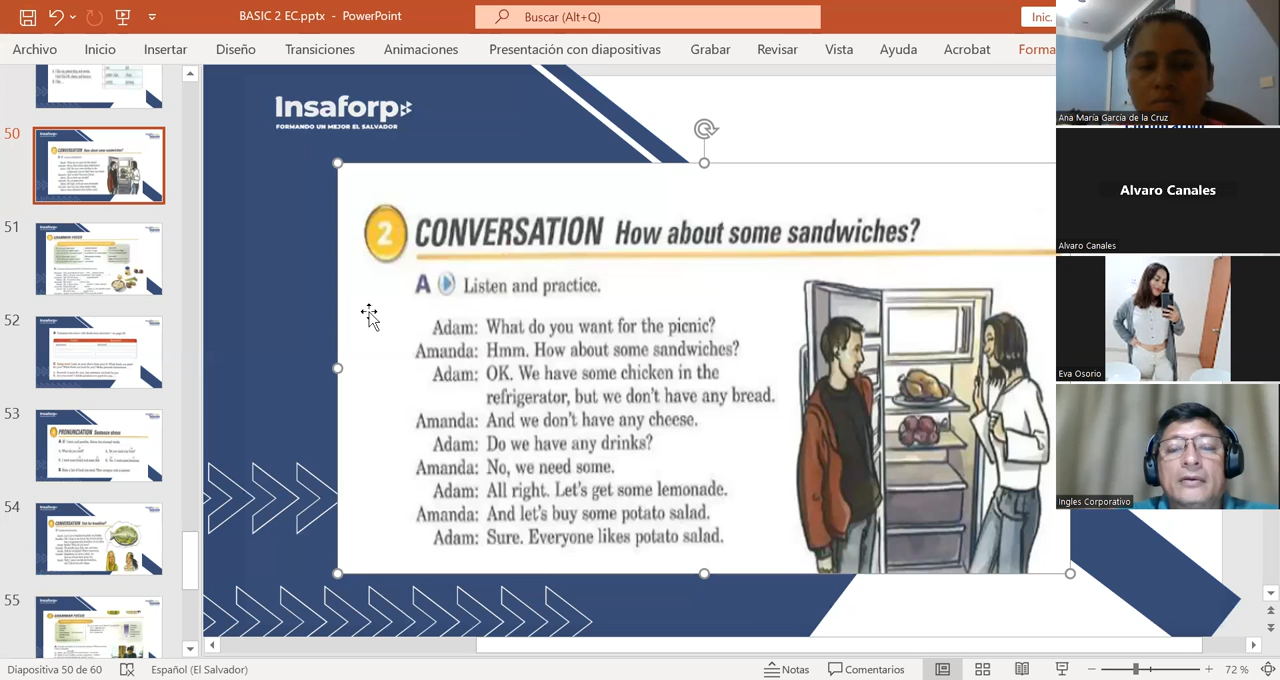 BASIC 2 EC.pptx - PowerPoint
Buscar (Alt+Q)
Inic.
Archivo Inicio Insertar Diseño Transiciones Animaciones Presentación con diapositivas Grabar Revisar Vista Ayuda Acrobat Forma
50
51
52
53
54
55
Insaforp
FORMANDO UN MEJOR EL SALVADOR
2 CONVERSATION How about some sandwiches?
A Listen and practice.
Adam: What do you want for the picnic?
Amanda: Hmm. How about some sandwiches?
Adam: OK. We have some chicken in the
refrigerator, but we don't have any bread.
Amanda: And we don't have any cheese.
Adam: Do we have any drinks?
Amanda: No, we need some.
Adam: All right. Let's get some lemonade.
Amanda: And let's buy some potato salad.
Adam: Sure. Everyone likes potato salad.
Ana María García de la Cruz
Alvaro Canales
Alvaro Canales
Eva Osorio
Ingles Corporativo
Diapositiva 50 de 60 Español (El Salvador) Notas Comentarios 72 %